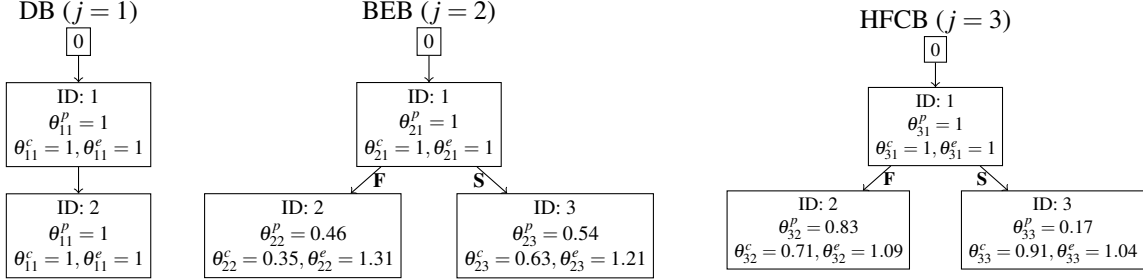 DB (j = 1)
0
ID: 1
θ^p_11 = 1
θ^c_11 = 1, θ^e_11 = 1
ID: 2
θ^p_11 = 1
θ^c_11 = 1, θ^e_11 = 1
BEB (j = 2)
0
ID: 1
θ^p_21 = 1
θ^c_21 = 1, θ^e_21 = 1
F
S
ID: 2
θ^p_22 = 0.46
θ^c_22 = 0.35, θ^e_22 = 1.31
ID: 3
θ^p_23 = 0.54
θ^c_23 = 0.63, θ^e_23 = 1.21
HFCB (j = 3)
0
ID: 1
θ^p_31 = 1
θ^c_31 = 1, θ^e_31 = 1
F
S
ID: 2
θ^p_32 = 0.83
θ^c_32 = 0.71, θ^e_32 = 1.09
ID: 3
θ^p_33 = 0.17
θ^c_33 = 0.91, θ^e_33 = 1.04